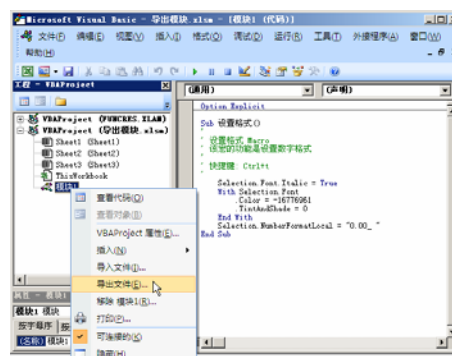 Microsoft Visual Basic - 导出模块.xlsm - [模块1 (代码)]
文件(F) 编辑(E) 视图(V) 插入(I) 格式(O) 调试(D) 运行(R) 工具(T) 外接程序(A) 窗口(W)
帮助(H)
工程 - VBAProject
(通用) (声明)
VBAProject (FUNCRES.XLAM)
VBAProject (导出模块.xlsm)
Sheet1 (Sheet1)
Sheet2 (Sheet2)
Sheet3 (Sheet3)
ThisWorkbook
模块1
Option Explicit
Sub 设置格式()
'
' 设置格式 Macro
' 该宏的功能是设置数字格式
'
' 快捷键: Ctrl+t
'
Selection.Font.Italic = True
With Selection.Font
.Color = -16776961
.TintAndShade = 0
End With
Selection.NumberFormatLocal = "0.00_ "
End Sub
查看代码(O)
查看对象(B)
VBAProject 属性(E)...
插入(N)
导入文件(I)...
导出文件(E)...
移除 模块1(R)...
打印(P)...
可连接的(K)
隐藏(H)
属性 - 模块1
模块1 模块
按字母序
(名称) 模块1